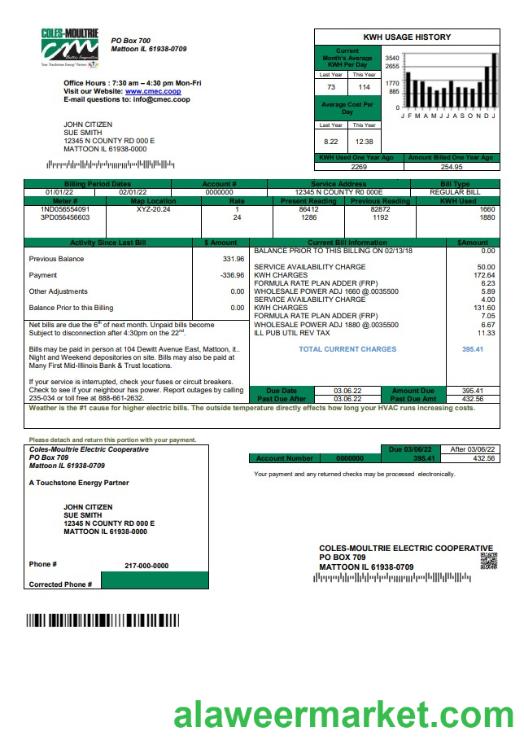 COLES-MOULTRIE
cm
Electric Cooperative
Your Touchstone Energy Partner
PO Box 700
Mattoon IL 61938-0709
Office Hours : 7:30 am – 4:30 pm Mon-Fri
Visit our Website: www.cmec.coop
E-mail questions to: info@cmec.coop
JOHN CITIZEN
SUE SMITH
12345 N COUNTY RD 000 E
MATTOON IL 61938-0000
KWH USAGE HISTORY
Current
Month's Average
KWH Per Day
Last Year This Year
73 114
Average Cost Per
Day
Last Year This Year
8.22 12:38
3540
2655
1770
885
0
J F M A M J J A S O N D J
KWH Used One Year Ago Amount Billed One Year Ago
2269 254.95
Billing Period Dates Account # Service Address Bill Type
01/01/22 02/01/22 0000000 12345 N COUNTY R0 000E REGULAR BILL
Meter # Map Location Rate Present Reading Previous Reading KWH Used
1ND056554091 XYZ-20.24 1 86412 82872 1660
3PD056456603 24 1286 1192 1880
Activity Since Last Bill $ Amount Current Bill Information $Amount
BALANCE PRIOR TO THIS BILLING ON 02/13/18 0.00
Previous Balance 331.96
SERVICE AVAILABILITY CHARGE 50.00
Payment -336.96 KWH CHARGES 172.64
FORMULA RATE PLAN ADDER (FRP) 6.23
Other Adjustments 0.00 WHOLESALE POWER ADJ 1660 @.0035500 5.89
SERVICE AVAILABILITY CHARGE 4.00
Balance Prior to this Billing 0.00 KWH CHARGES 131.60
FORMULA RATE PLAN ADDER (FRP) 7.05
WHOLESALE POWER ADJ 1880 @.0035500 6.67
ILL PUB UTIL REV TAX 11.33
Net bills are due the 6th of next month. Unpaid bills become
Subject to disconnection after 4:30pm on the 22nd.
TOTAL CURRENT CHARGES 395.41
Bills may be paid in person at 104 Dewitt Avenue East, Mattoon, it..
Night and Weekend depositories on site. Bills may also be paid at
Many First Mid-Illinois Bank & Trust locations.
If your service is interrupted, check your fuses or circuit breakers.
Check to see if your neighbour has power. Report outages by calling
235-034 or toll free at 888-661-2632.
Due Date 03.06.22 Amount Due 395.41
Past Due After 03.06.22 Past Due Amt 432.56
Weather is the #1 cause for higher electric bills. The outside temperature directly effects how long your HVAC runs increasing costs.
Please detach and return this portion with your payment.
Coles-Moultrie Electric Cooperative
PO Box 709
Mattoon IL 61938-0709
A Touchstone Energy Partner
JOHN CITIZEN
SUE SMITH
12345 N COUNTY RD 000 E
MATTOON IL 61938-0000
Phone # 217-000-0000
Corrected Phone #
Due 03/06/22 After 03/06/22
Account Number 0000000 395.41 432.56
Your payment and any returned checks may be processed electronically.
COLES-MOULTRIE ELECTRIC COOPERATIVE
PO BOX 709
MATTOON IL 61938-0709
alaweermarket.com